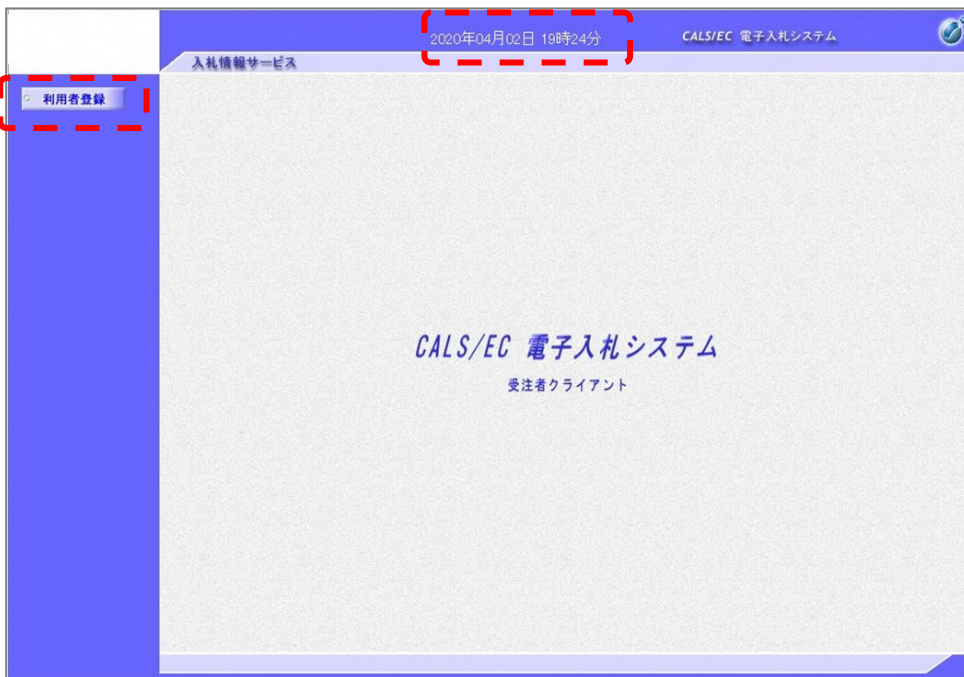 2020年04月02日 19時24分
CALS/EC 電子入札システム
入札情報サービス
利用者登録
CALS/EC 電子入札システム
受注者クライアント